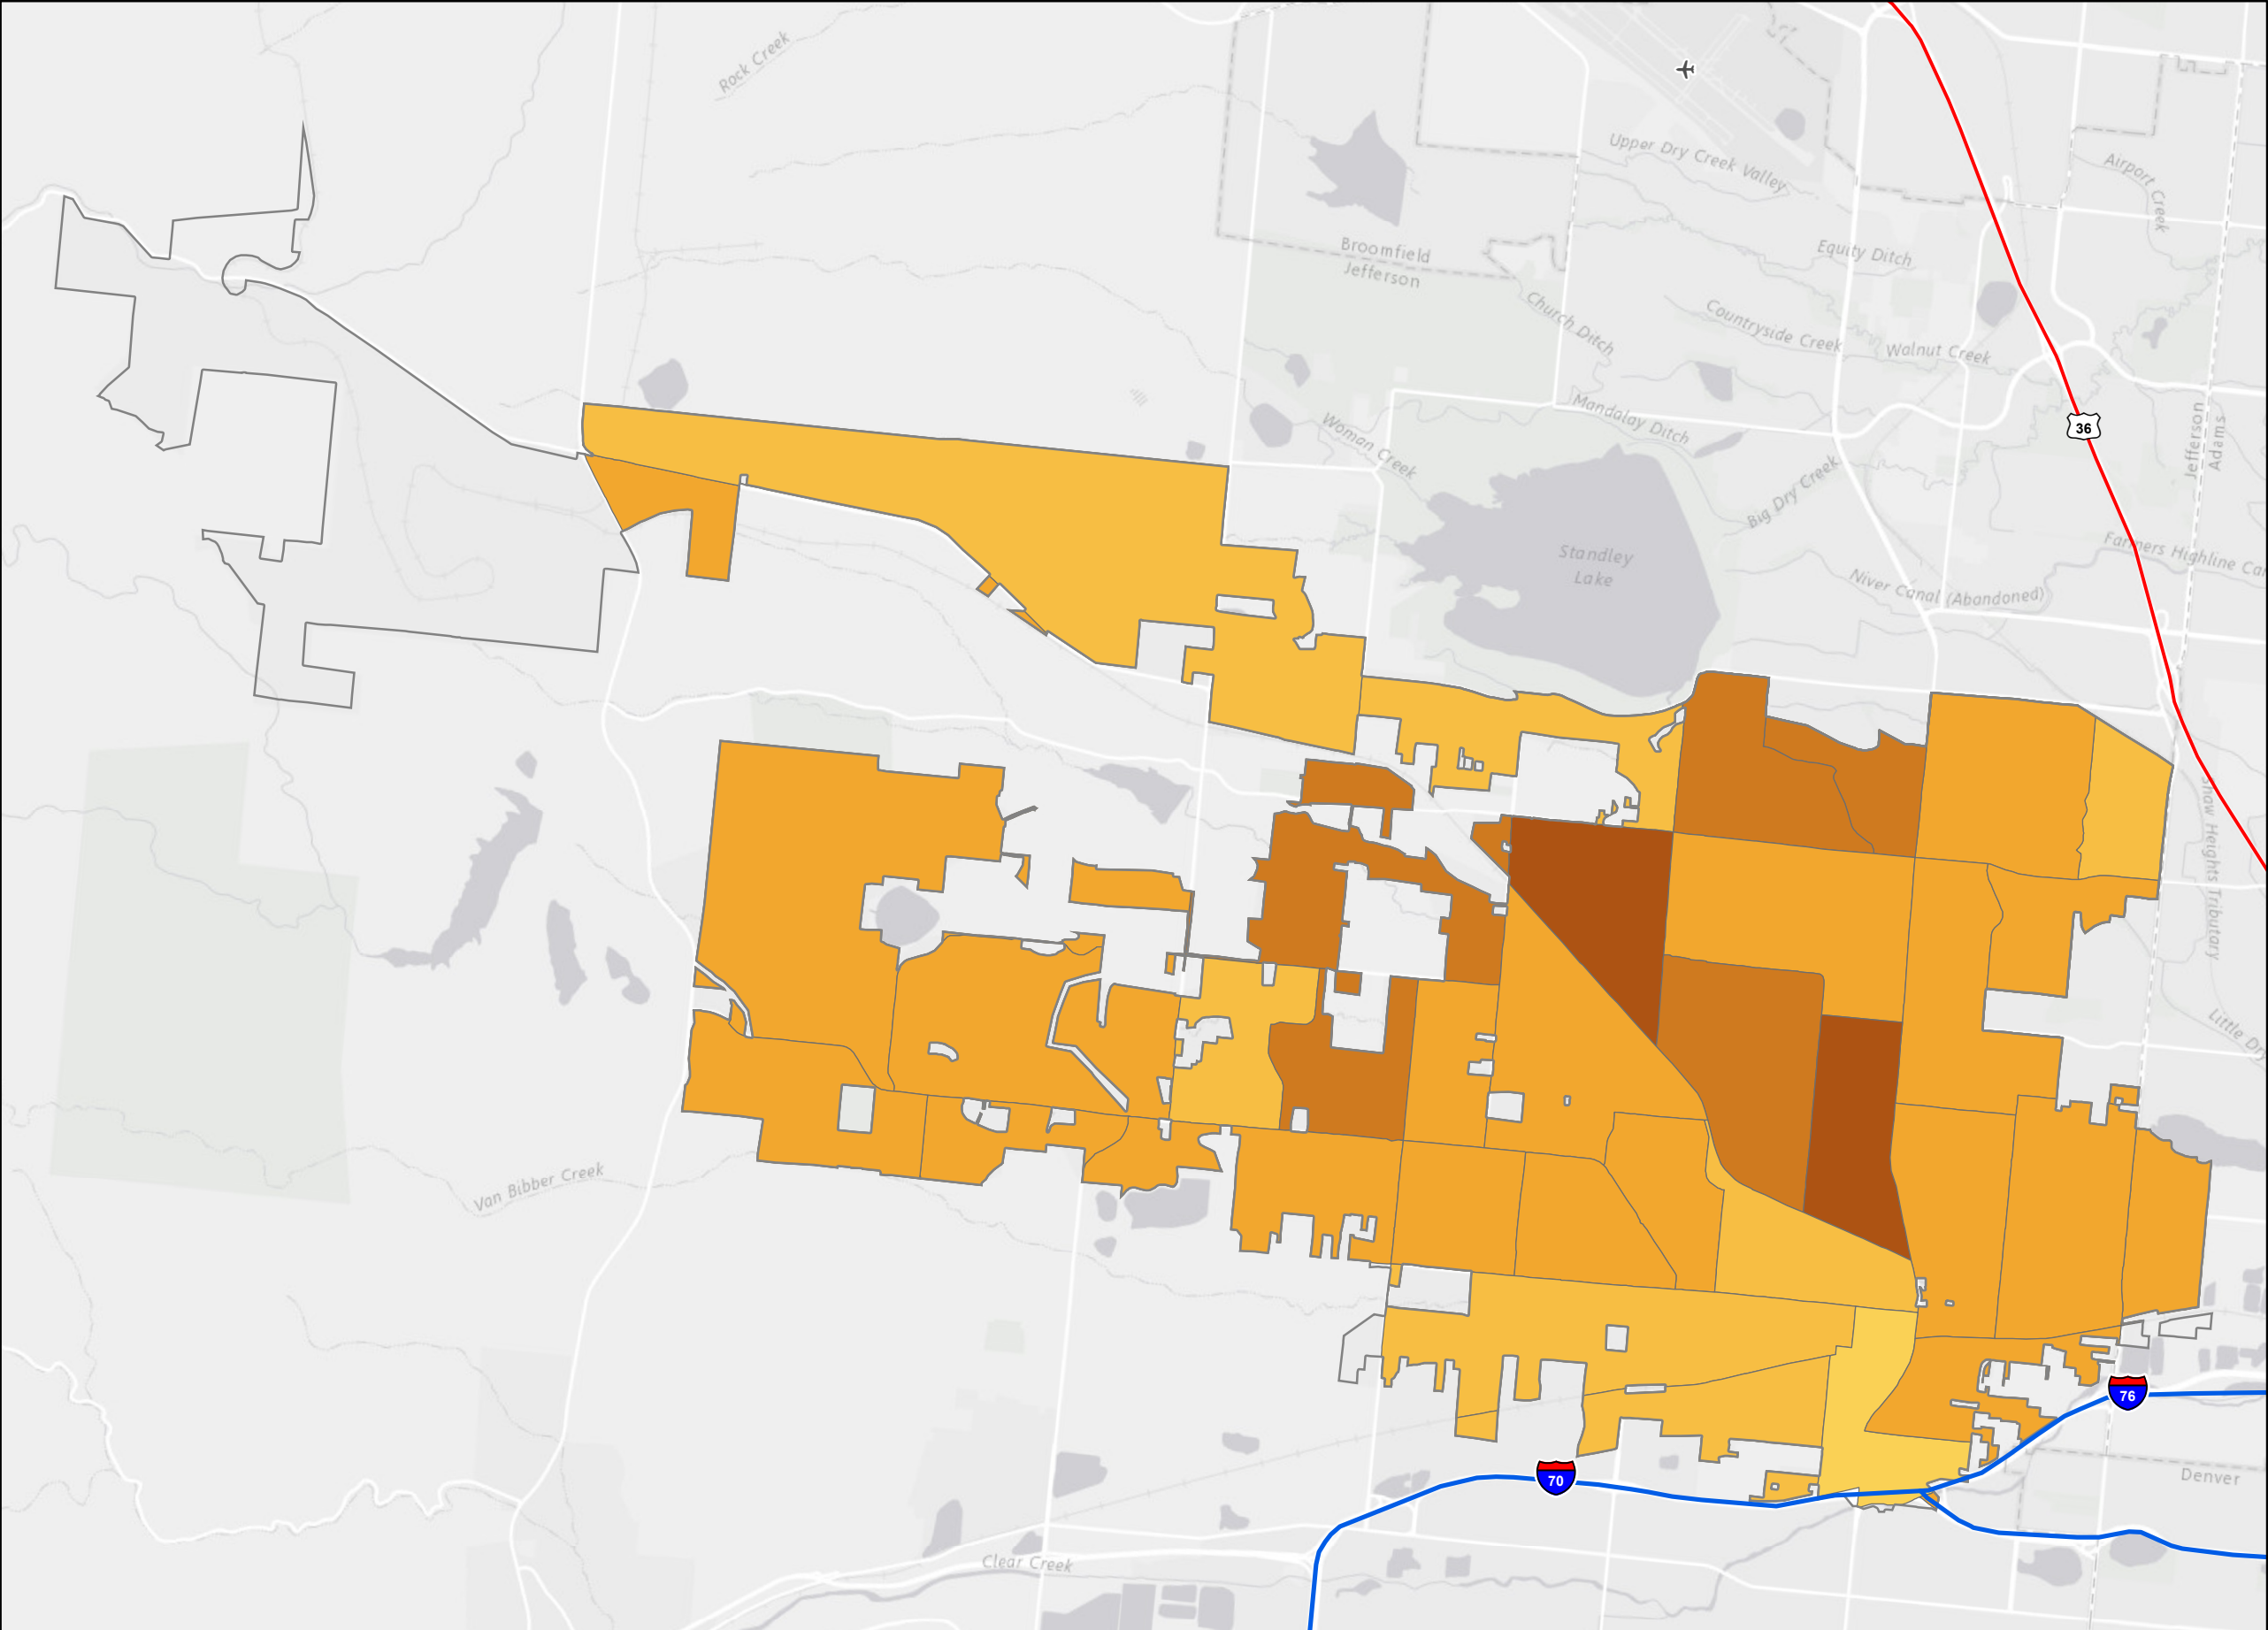 Rock Creek
Upper Dry Creek Valley
Airport Creek
Broomfield
Jefferson
Equity Ditch
Church Ditch
Countryside Creek
Walnut Creek
Mandalay Ditch
Woman Creek
36
Jefferson
Adams
Big Dry Creek
Standley
Lake
Farmers Highline Can
Niver Canal (Abandoned)
Shaw Heights Tributary
Little Dry
Van Bibber Creek
76
70
Denver
Clear Creek